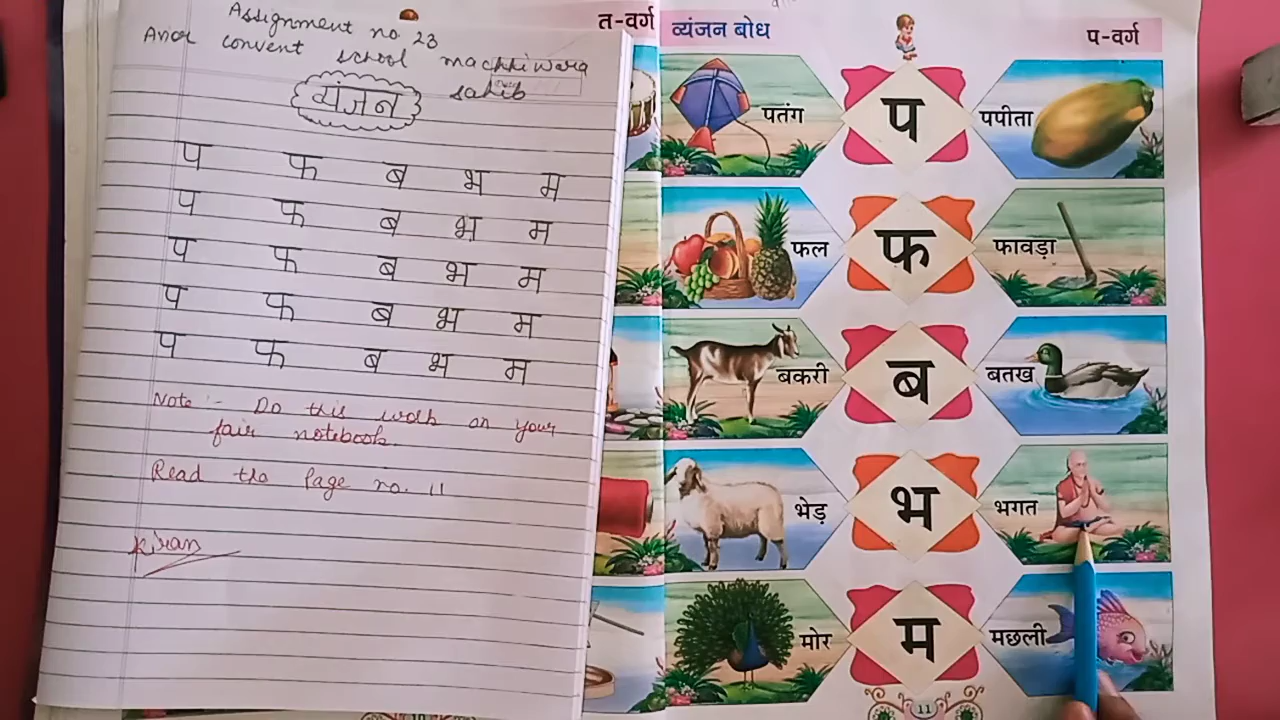 Assignment no 23
Avior convent school machhiwara
sahib
व्यंजन
प फ ब भ म
प फ ब भ म
प फ ब भ म
प फ ब भ म
प फ ब भ म
Note :- Do this work on your
fair notebook.
Read the Page no. 11
Kiran
त-वर्ग
व्यंजन बोध
प-वर्ग
पतंग प पपीता
फल फ फावड़ा
बकरी ब बतख
भेड़ भ भगत
मोर म मछली
11